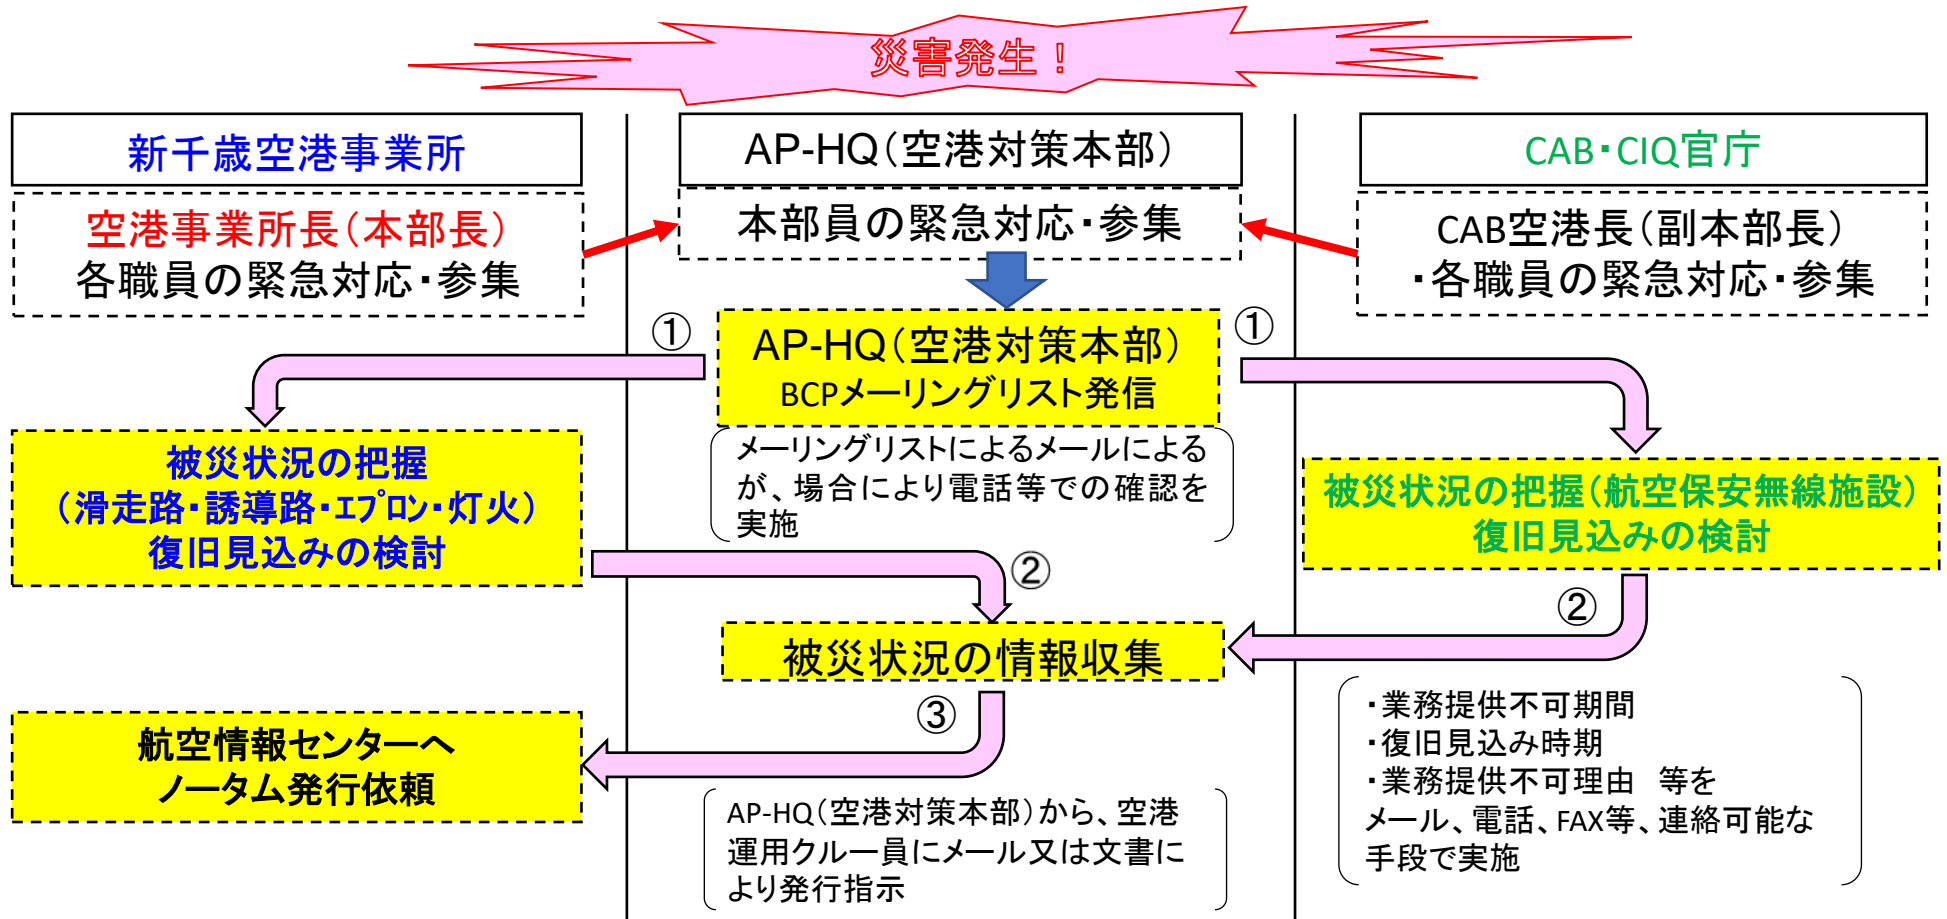 災害発生！
新千歳空港事業所
AP-HQ（空港対策本部）
CAB・CIQ官庁
空港事業所長（本部長）
各職員の緊急対応・参集
本部員の緊急対応・参集
CAB空港長（副本部長）
・各職員の緊急対応・参集
①
AP-HQ（空港対策本部）
BCPメーリングリスト発信
①
メーリングリストによるメールによる
が、場合により電話等での確認を
実施
被災状況の把握
（滑走路・誘導路・ｴﾌﾟﾛﾝ・灯火）
復旧見込みの検討
被災状況の把握（航空保安無線施設）
復旧見込みの検討
②
②
被災状況の情報収集
③
航空情報センターへ
ノータム発行依頼
・業務提供不可期間
・復旧見込み時期
・業務提供不可理由　等を
メール、電話、FAX等、連絡可能な
手段で実施
AP-HQ（空港対策本部）から、空港
運用クルー員にメール又は文書に
より発行指示